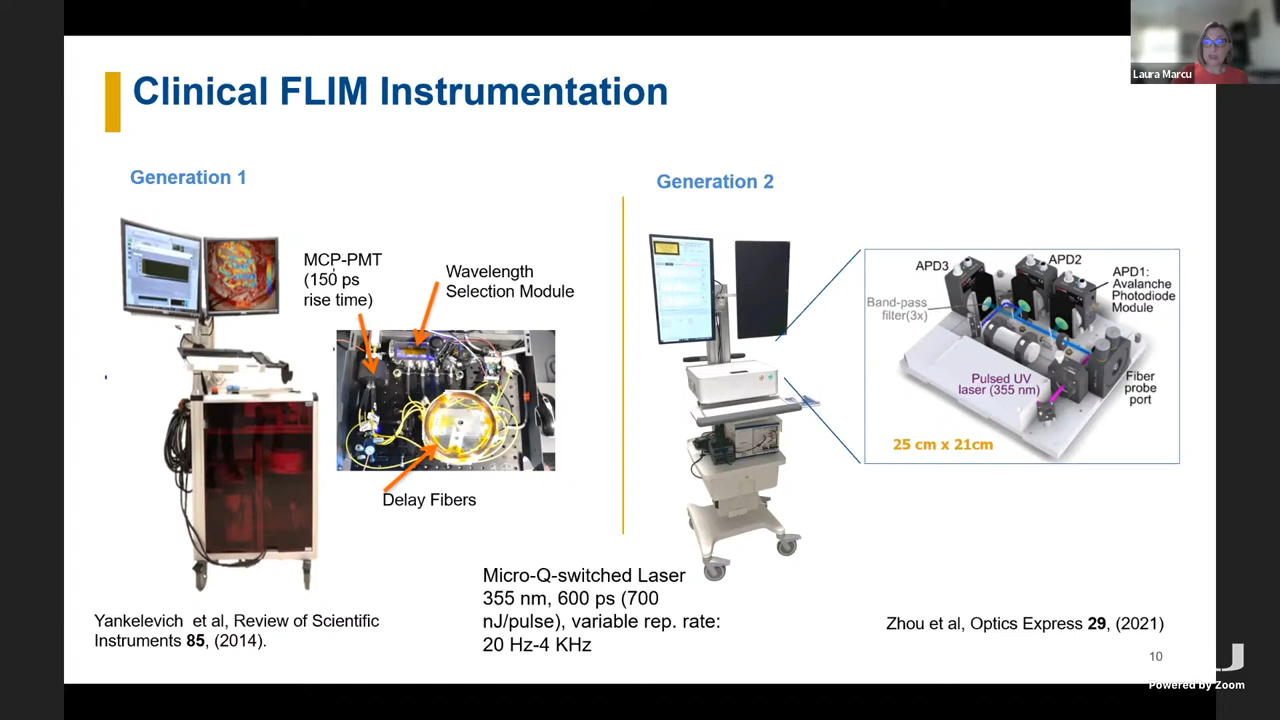 Laura Marcu
Clinical FLIM Instrumentation
Generation 1
Generation 2
MCP-PMT
(150 ps
rise time)
Wavelength
Selection Module
Delay Fibers
APD3
APD2
APD1:
Avalanche
Photodiode
Module
Band-pass
filter(3x)
Pulsed UV
laser (355 nm)
Fiber
probe
port
25 cm x 21cm
Micro-Q-switched Laser
355 nm, 600 ps (700
nJ/pulse), variable rep. rate:
20 Hz-4 KHz
Yankelevich et al, Review of Scientific
Instruments 85, (2014).
Zhou et al, Optics Express 29, (2021)
10
Powered by Zoom